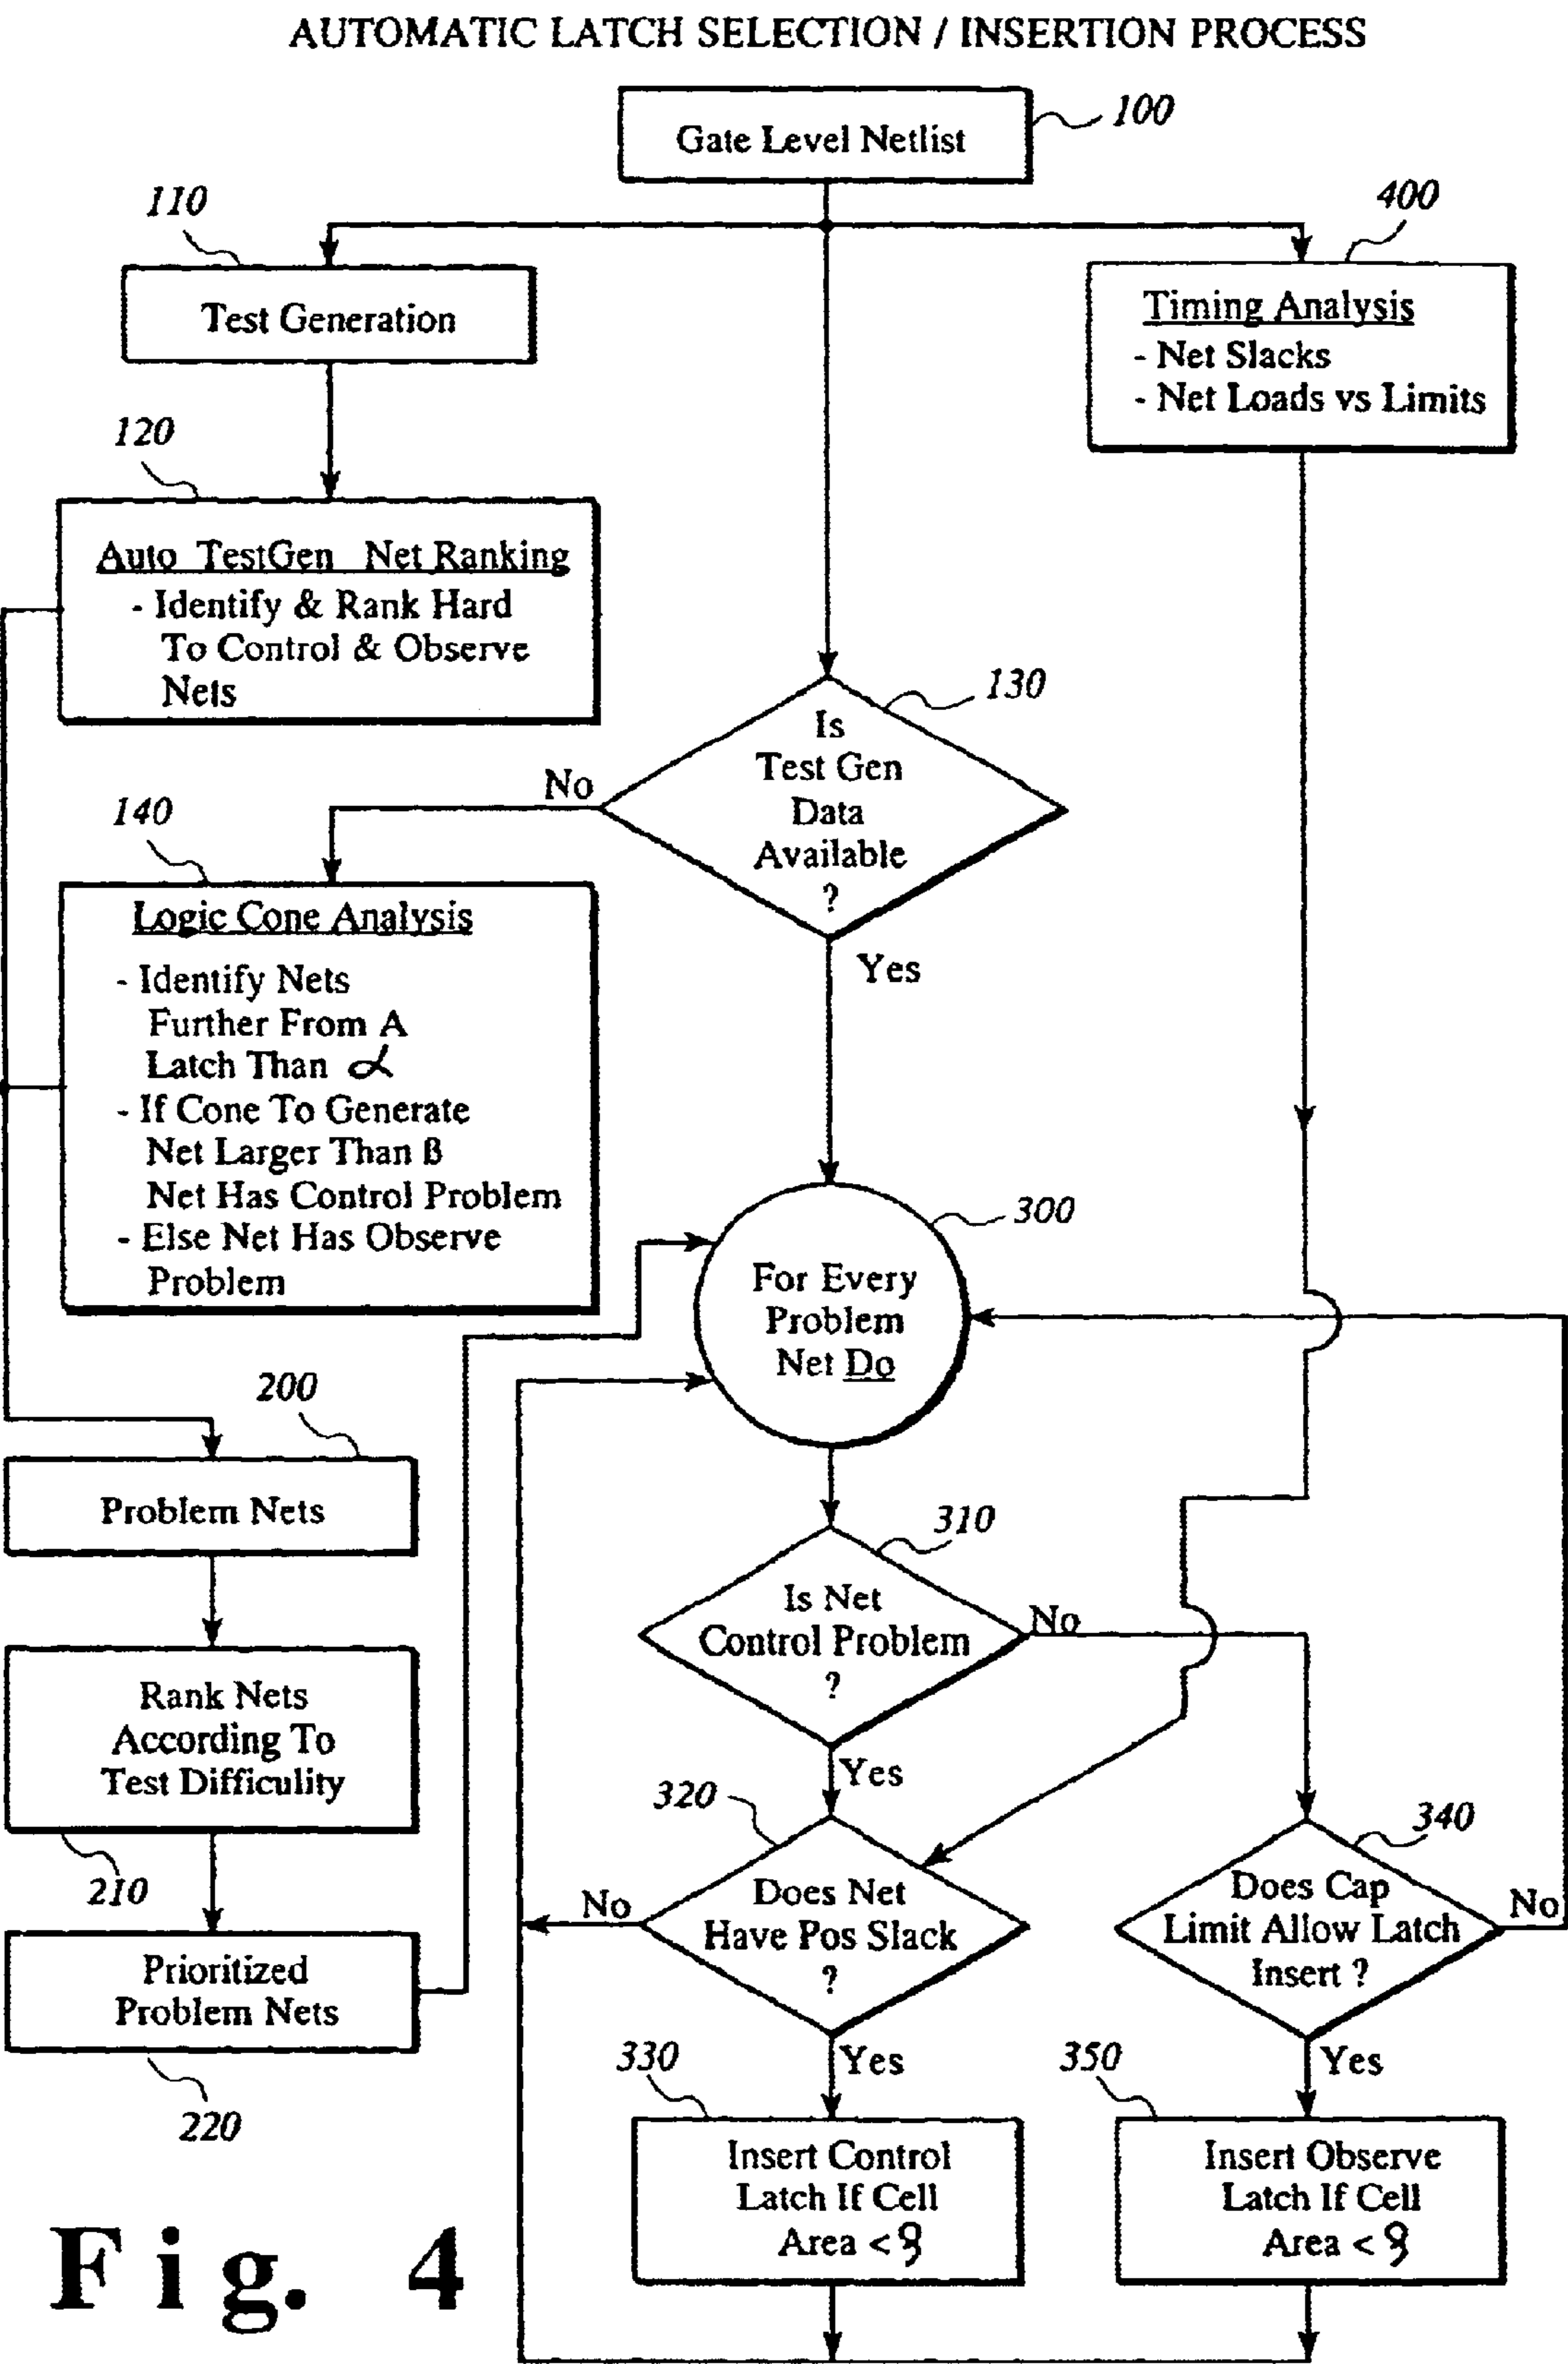 AUTOMATIC LATCH SELECTION / INSERTION PROCESS
100
Gate Level Netlist
110
Test Generation
400
Timing Analysis
- Net Slacks
- Net Loads vs Limits
120
Auto TestGen Net Ranking
- Identify & Rank Hard
To Control & Observe
Nets
130
Is
Test Gen
Data
Available
?
No
Yes
140
Logic Cone Analysis
- Identify Nets
Further From A
Latch Than α
- If Cone To Generate
Net Larger Than ß
Net Has Control Problem
- Else Net Has Observe
Problem
300
For Every
Problem
Net Do
200
Problem Nets
Rank Nets
According To
Test Difficulity
210
Prioritized
Problem Nets
220
310
Is Net
Control Problem
?
No
Yes
320
Does Net
Have Pos Slack
?
No
Yes
340
Does Cap
Limit Allow Latch
Insert ?
No
Yes
330
Insert Control
Latch If Cell
Area <
350
Insert Observe
Latch If Cell
Area <
Fig. 4